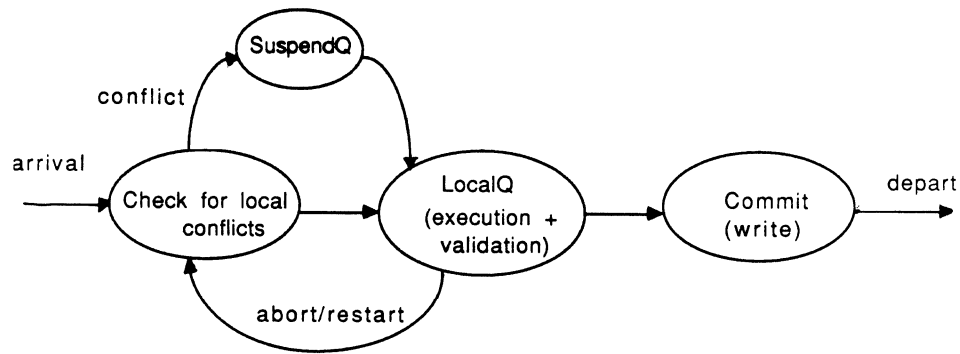 SuspendQ
conflict
arrival
Check for local
conflicts
LocalQ
(execution +
validation)
Commit
(write)
depart
abort/restart